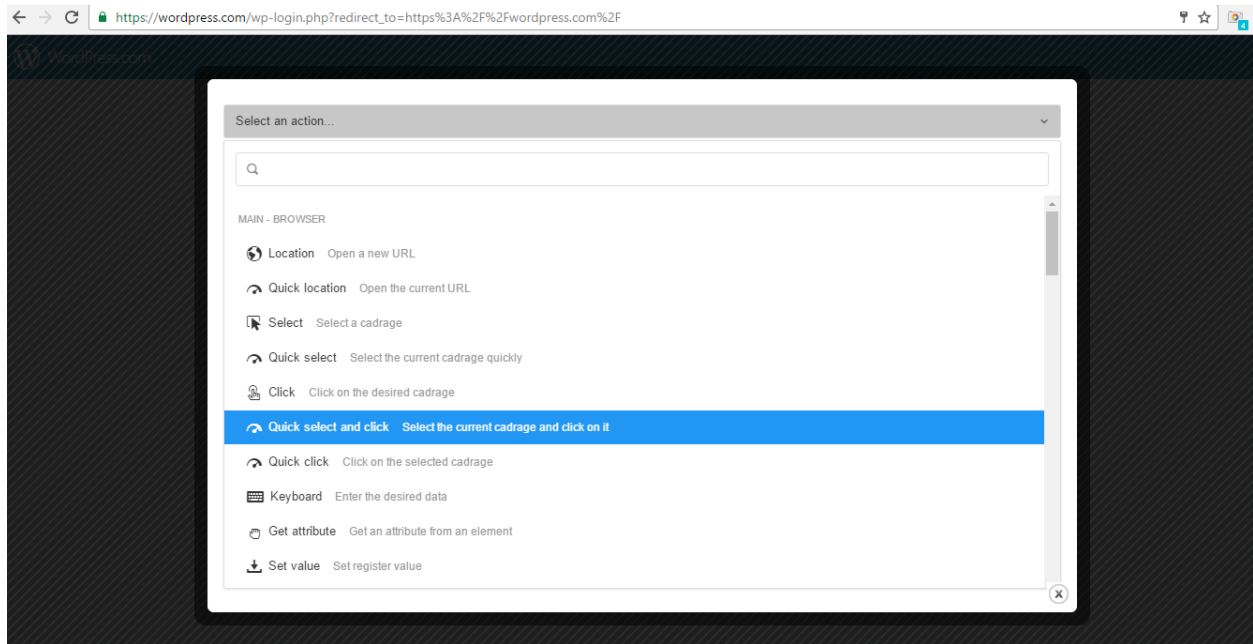 https://wordpress.com/wp-login.php?redirect_to=https%3A%2F%2Fwordpress.com%2F
4
WordPress.com
Select an action...
MAIN - BROWSER
Location Open a new URL
Quick location Open the current URL
Select Select a cadrage
Quick select Select the current cadrage quickly
Click Click on the desired cadrage
Quick select and click Select the current cadrage and click on it
Quick click Click on the selected cadrage
Keyboard Enter the desired data
Get attribute Get an attribute from an element
Set value Set register value
x